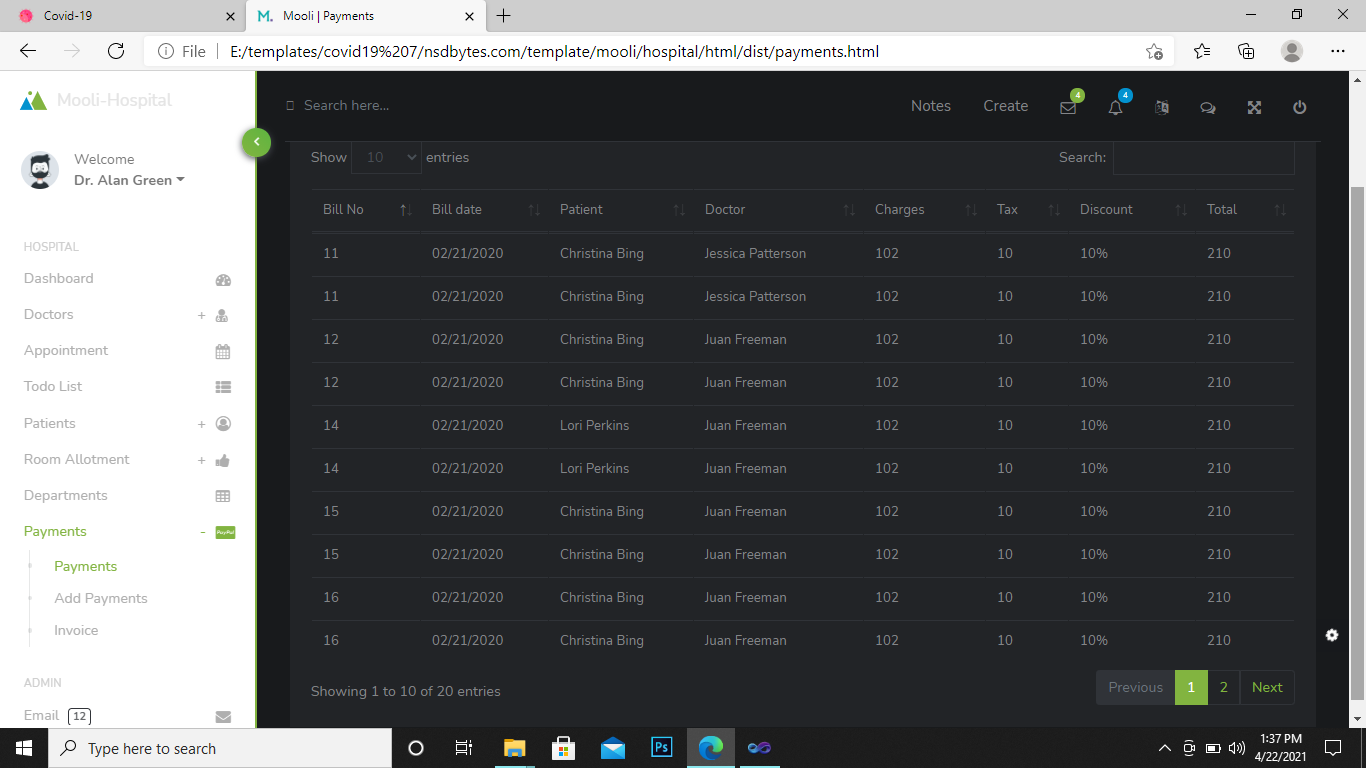 Covid-19
M. Mooli | Payments
File E:/templates/covid19%207/nsdbytes.com/template/mooli/hospital/html/dist/payments.html
Mooli-Hospital
Search here...
Notes Create 4 4
Welcome
Dr. Alan Green
HOSPITAL
Dashboard
Doctors +
Appointment
Todo List
Patients +
Room Allotment +
Departments
Payments - PayPal
Payments
Add Payments
Invoice
ADMIN
Email 12
Show 10 entries Search:
Bill No Bill date Patient Doctor Charges Tax Discount Total
11 02/21/2020 Christina Bing Jessica Patterson 102 10 10% 210
11 02/21/2020 Christina Bing Jessica Patterson 102 10 10% 210
12 02/21/2020 Christina Bing Juan Freeman 102 10 10% 210
12 02/21/2020 Christina Bing Juan Freeman 102 10 10% 210
14 02/21/2020 Lori Perkins Juan Freeman 102 10 10% 210
14 02/21/2020 Lori Perkins Juan Freeman 102 10 10% 210
15 02/21/2020 Christina Bing Juan Freeman 102 10 10% 210
15 02/21/2020 Christina Bing Juan Freeman 102 10 10% 210
16 02/21/2020 Christina Bing Juan Freeman 102 10 10% 210
16 02/21/2020 Christina Bing Juan Freeman 102 10 10% 210
Showing 1 to 10 of 20 entries Previous 1 2 Next
Type here to search
Ps
1:37 PM
4/22/2021